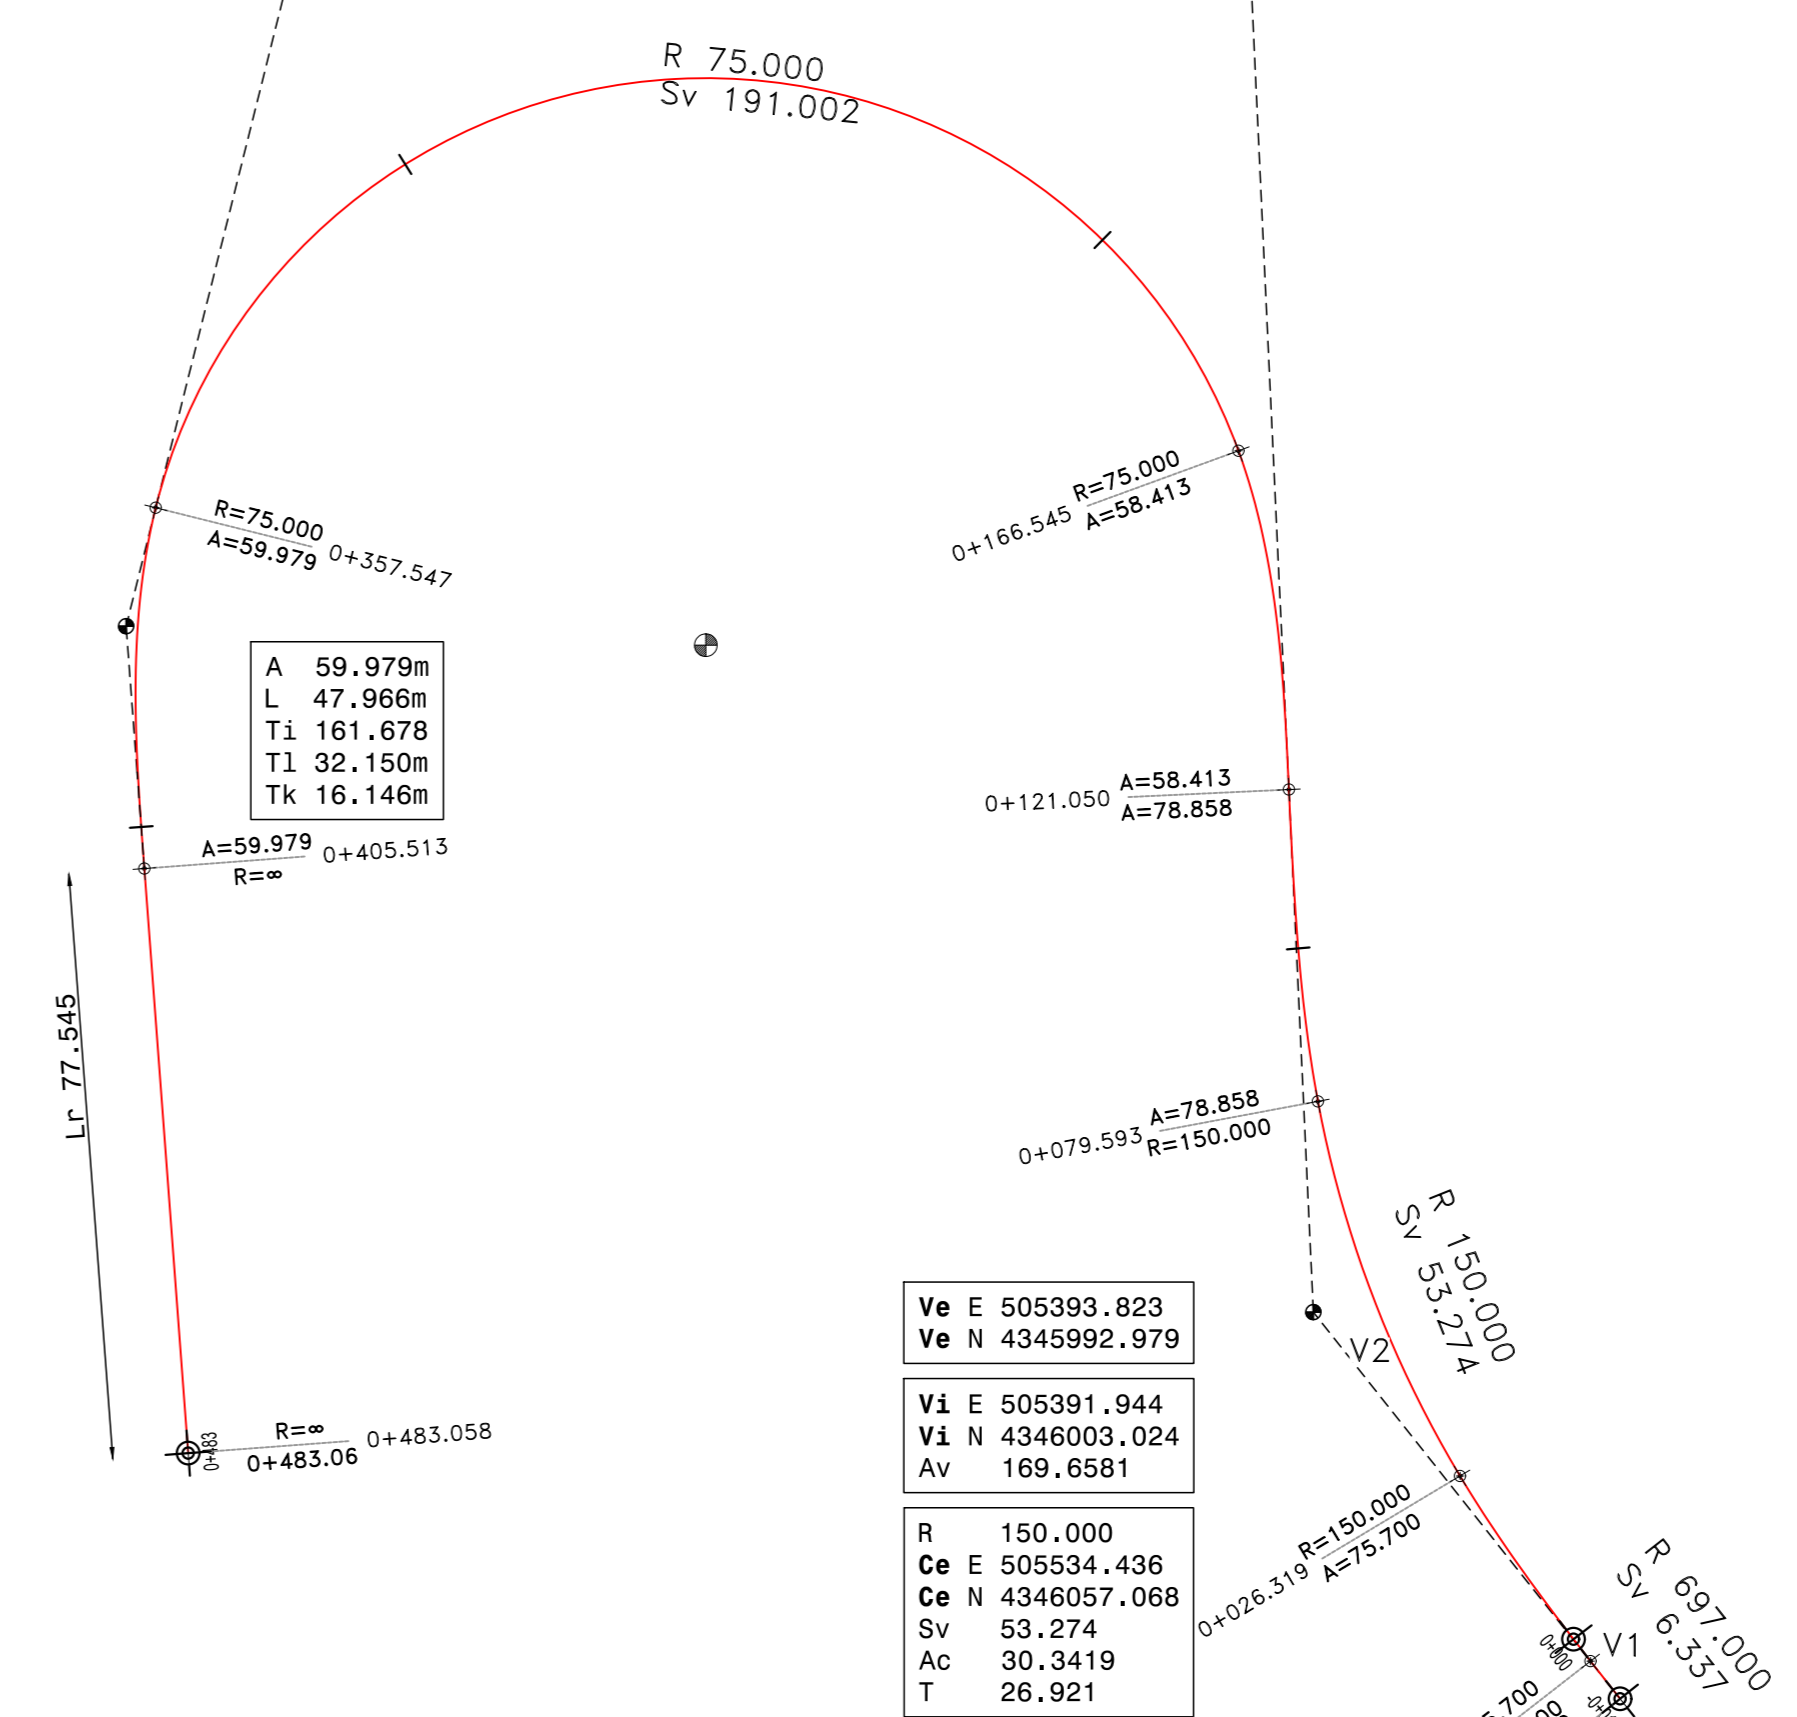 R 75.000
Sv 191.002
R=75.000
A=58.413
0+166.545
R=75.000
A=59.979
0+357.547
A 59.979m
L 47.966m
Ti 161.678
Tl 32.150m
Tk 16.146m
A=58.413
0+121.050
A=78.858
A=59.979
0+405.513
R=∞
Lr 77.545
A=78.858
0+079.593
R=150.000
R 150.000
Sv 53.274
Ve E 505393.823
Ve N 4345992.979
V2
Vi E 505391.944
Vi N 4346003.024
Av 169.6581
R=∞
0+483.058
0+483.06
0+483
R=150.000
A=75.700
0+026.319
R 150.000
Ce E 505534.436
Ce N 4346057.068
Sv 53.274
Ac 30.3419
T 26.921
R 697.000
Sv 6.337
V1
0+000
5.700